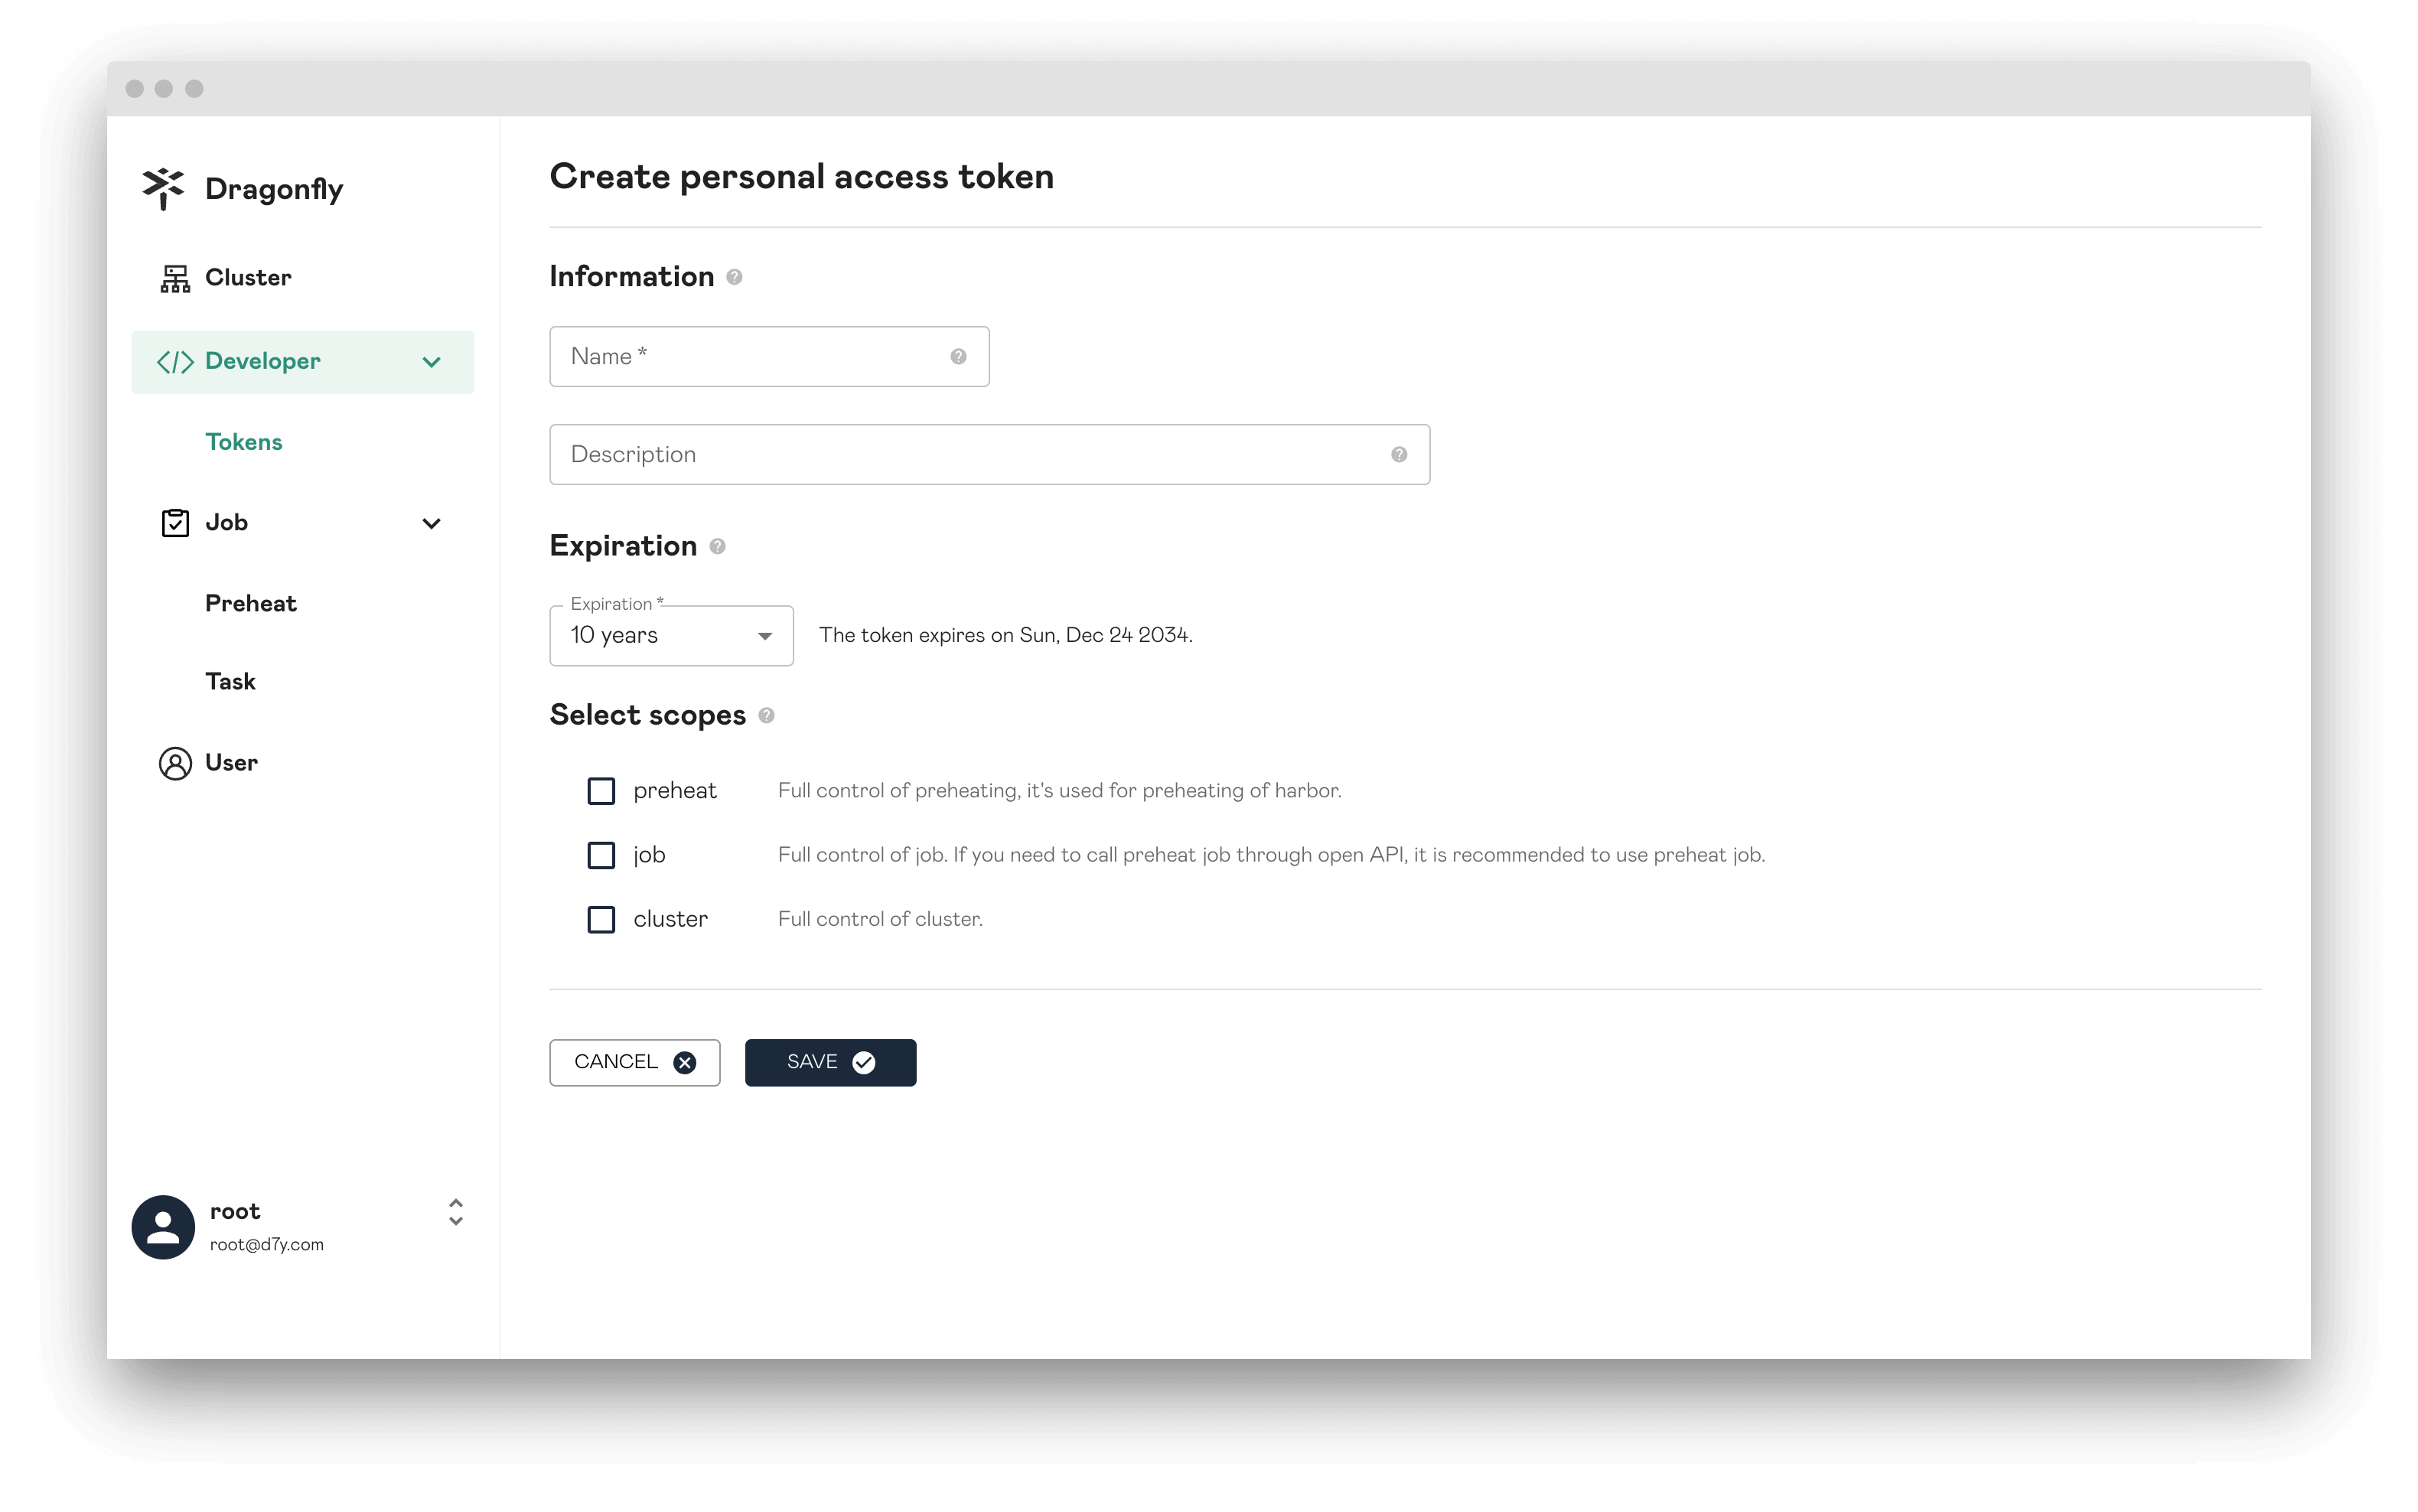 Dragonfly
Cluster
Developer
Tokens
Job
Preheat
Task
User
root
root@d7y.com
Create personal access token
Information
Name *
Description
Expiration
Expiration *
10 years
The token expires on Sun, Dec 24 2034.
Select scopes
preheat Full control of preheating, it's used for preheating of harbor.
job Full control of job. If you need to call preheat job through open API, it is recommended to use preheat job.
cluster Full control of cluster.
CANCEL SAVE